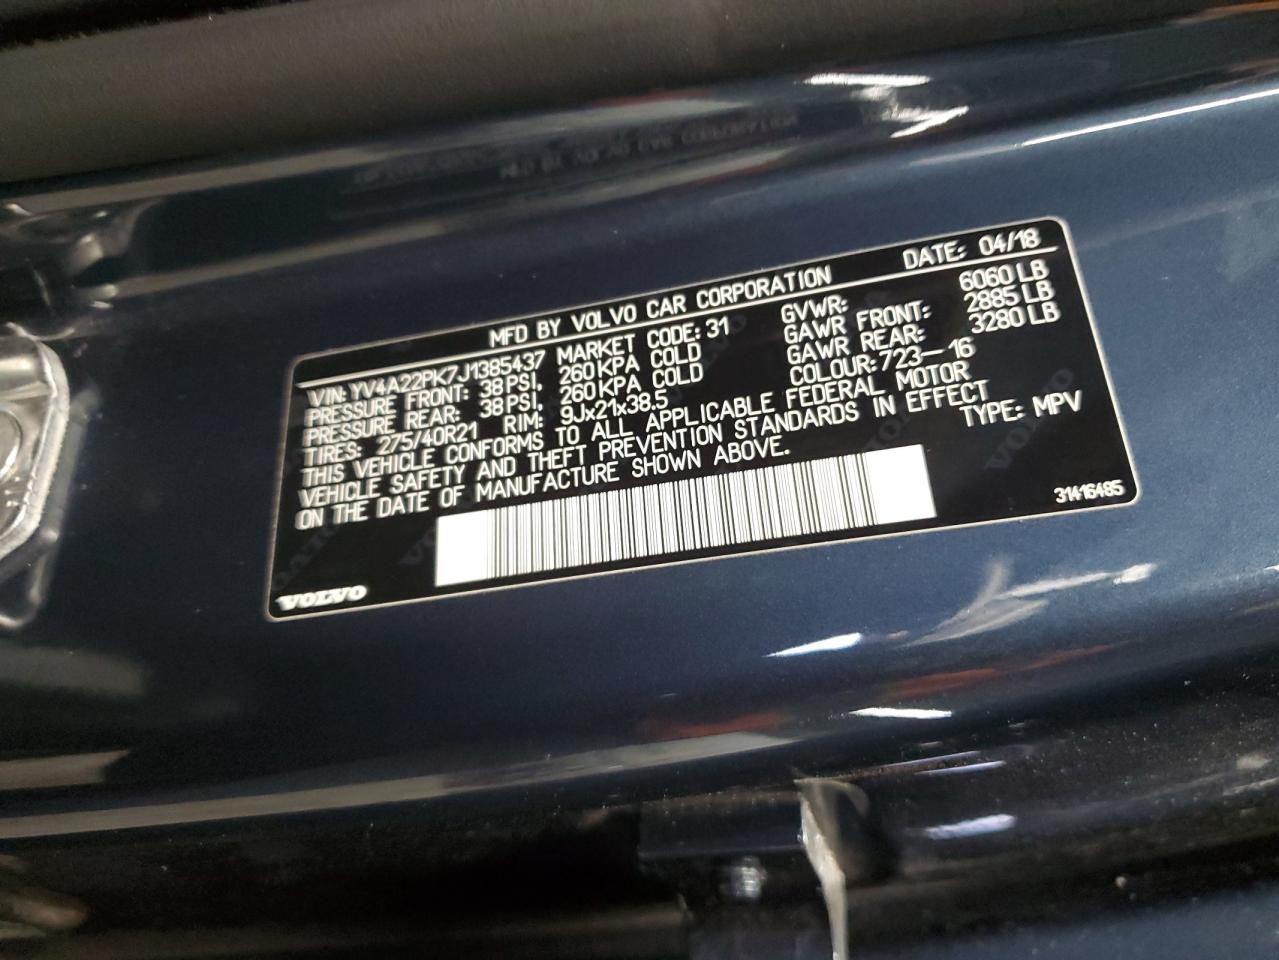 MFD BY VOLVO CAR CORPORATION DATE: 04/18
VIN: YV4A22PK7J1385437 MARKET CODE: 31 GVWR: 6060 LB
PRESSURE FRONT: 38 PSI, 260 KPA COLD GAWR FRONT: 2885 LB
PRESSURE REAR: 38 PSI, 260 KPA COLD GAWR REAR: 3280 LB
TIRES: 275/40R21 RIM: 9Jx21x38.5 COLOUR: 723-16
THIS VEHICLE CONFORMS TO ALL APPLICABLE FEDERAL MOTOR
VEHICLE SAFETY AND THEFT PREVENTION STANDARDS IN EFFECT
ON THE DATE OF MANUFACTURE SHOWN ABOVE. TYPE: MPV
31416485
VOLVO